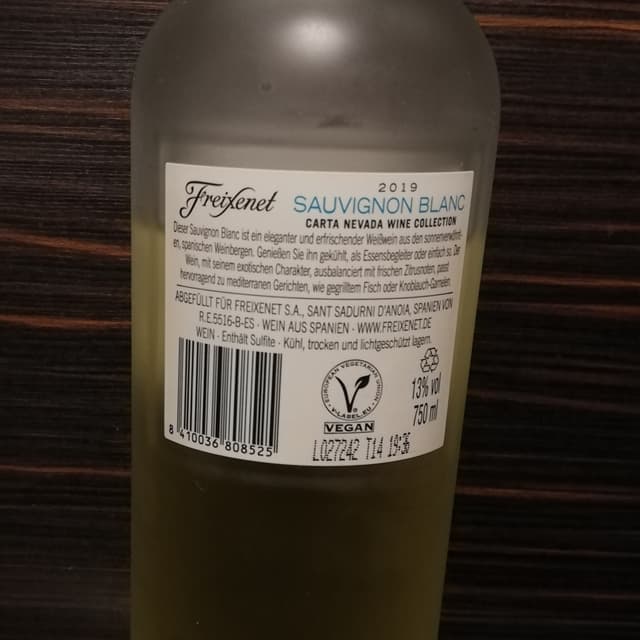 2019
Freixenet SAUVIGNON BLANC
CARTA NEVADA WINE COLLECTION
Dieser Sauvignon Blanc ist ein eleganter und erfrischender Weißwein aus den sonnenverwöhnt-
en, spanischen Weinbergen. Genießen Sie ihn gekühlt, als Essensbegleiter oder einfach so. Der
Wein, mit seinem exotischen Charakter, ausbalanciert mit frischen Zitrusnoten, passt
hervorragend zu mediterranen Gerichten, wie gegrilltem Fisch oder Knoblauch-Garnelen.
ABGEFÜLLT FÜR FREIXENET S.A., SANT SADURNI D'ANOIA, SPANIEN VON
R.E.5516-B-ES · WEIN AUS SPANIEN · WWW.FREIXENET.DE
WEIN · Enthält Sulfite · Kühl, trocken und lichtgeschützt lagern.
EUROPEAN VEGETARIAN UNION
V-LABEL.EU
VEGAN
13% vol
750 ml
8 410036 808525
L027242 T14 19:36